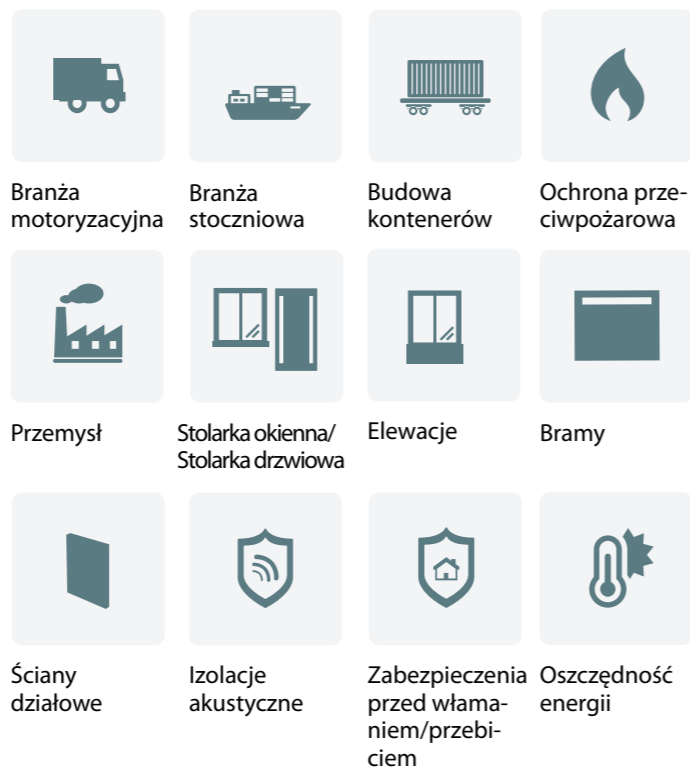 Branża
motoryzacyjna
Branża
stoczniowa
Budowa
kontenerów
Ochrona prze-
ciwpożarowa
Przemysł
Stolarka okienna/
Stolarka drzwiowa
Elewacje
Bramy
Ściany
działowe
Izolacje
akustyczne
Zabezpieczenia
przed włama-
niem/przebi-
ciem
Oszczędność
energii